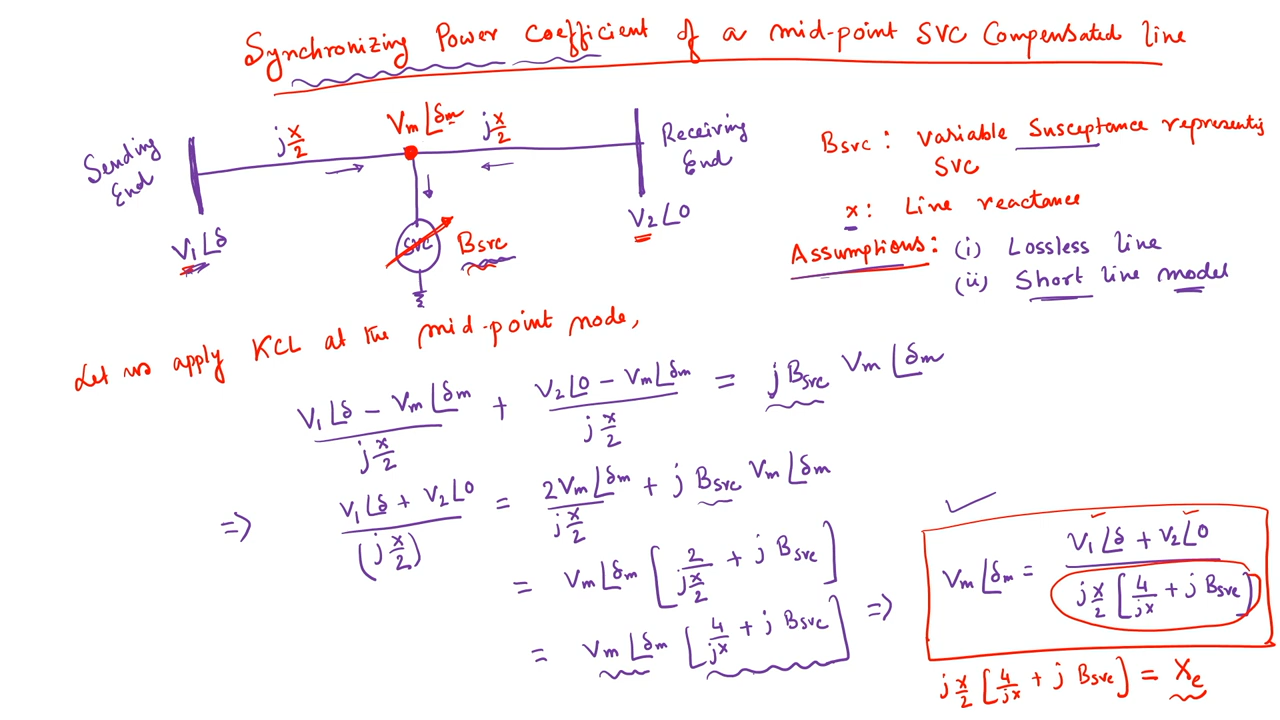 Synchronizing Power Coefficient of a mid-point SVC Compensated line
Sending End
j x/2
Vm∠δm
j x/2
Receiving End
V1∠δ
SVC
Bsvc
V2∠0
Bsvc : Variable Susceptance representing SVC
x : Line reactance
Assumptions : (i) Lossless line
(ii) Short line model
Let us apply KCL at the mid-point node,
(V1∠δ - Vm∠δm)/(j x/2) + (V2∠0 - Vm∠δm)/(j x/2) = j Bsvc Vm∠δm
⇒ (V1∠δ + V2∠0)/(j x/2) = 2Vm∠δm/(j x/2) + j Bsvc Vm∠δm
= Vm∠δm [2/(j x/2) + j Bsvc]
= Vm∠δm [4/jx + j Bsvc] ⇒
Vm∠δm = (V1∠δ + V2∠0)/(j x/2 [4/jx + j Bsvc])
j x/2 [4/jx + j Bsvc] = Xe